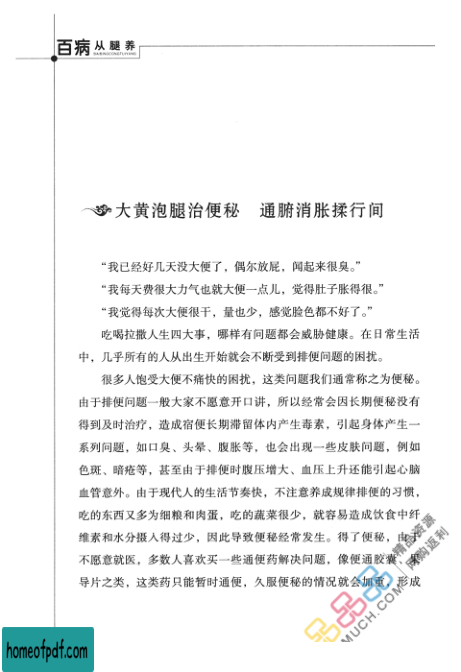 百病从腿养
BAIBINGCONGTUIYANG
大黄泡腿治便秘 通腑消胀揉行间
“我已经好几天没大便了，偶尔放屁，闻起来很臭。”
“我每天费很大力气也就大便一点儿，觉得肚子胀得很。”
“我觉得每次大便很干，量也少，感觉脸色都不好了。”
吃喝拉撒人生四大事，哪样有问题都会威胁健康。在日常生活
中，几乎所有的人从出生开始就会不断受到排便问题的困扰。
很多人饱受大便不痛快的困扰，这类问题我们通常称之为便秘。
由于排便问题一般大家不愿意开口讲，所以经常会因长期便秘没有
得到及时治疗，造成宿便长期滞留体内产生毒素，引起身体产生一
系列问题，如口臭、头晕、腹胀等，也会出现一些皮肤问题，例如
色斑、暗疮等，甚至由于排便时腹压增大、血压上升还能引起心脑
血管意外。由于现代人的生活节奏快，不注意养成规律排便的习惯，
吃的东西又多为细粮和肉蛋，吃的蔬菜很少，就容易造成饮食中纤
维素和水分摄入得过少，因此导致便秘经常发生。得了便秘，由于
不愿意就医，多数人喜欢买一些通便药解决问题，像便通胶囊、果
导片之类，这类药只能暂时通便，久服便秘的情况就会加重，形成
精品资源
网购返利
MUCH.COM
homeofpdf.com